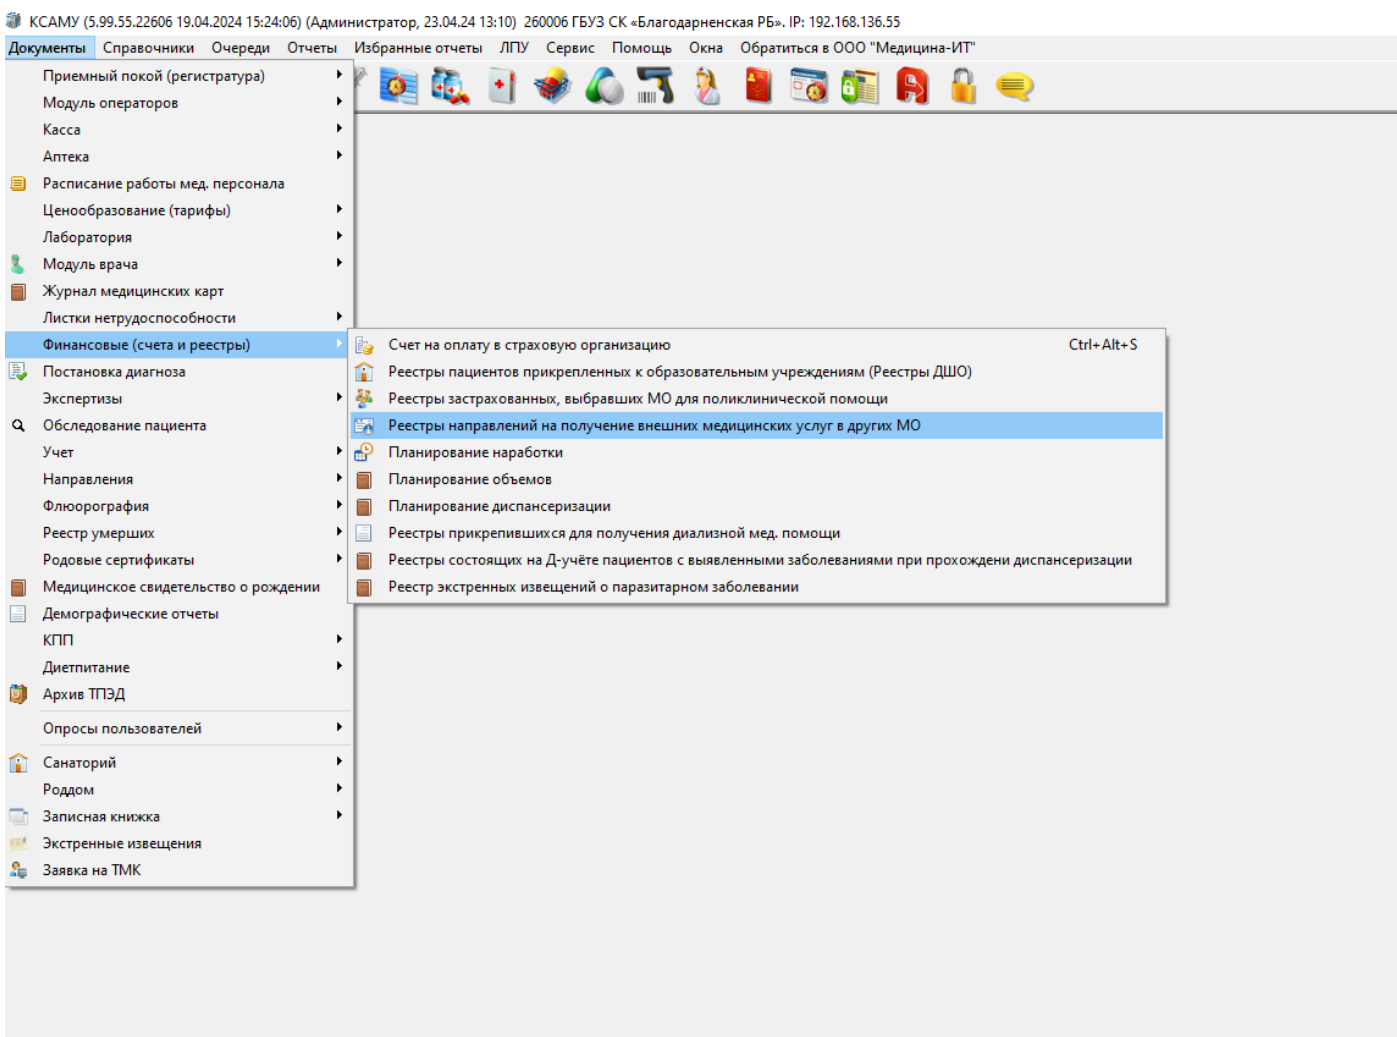 КСАМУ (5.99.55.22606 19.04.2024 15:24:06) (Администратор, 23.04.24 13:10) 260006 ГБУЗ СК «Благодарненская РБ». IP: 192.168.136.55
Документы Справочники Очереди Отчеты Избранные отчеты ЛПУ Сервис Помощь Окна Обратиться в ООО "Медицина-ИТ"
Приемный покой (регистратура)
Модуль операторов
Касса
Аптека
Расписание работы мед. персонала
Ценообразование (тарифы)
Лаборатория
Модуль врача
Журнал медицинских карт
Листки нетрудоспособности
Финансовые (счета и реестры)
Постановка диагноза
Экспертизы
Обследование пациента
Учет
Направления
Флюорография
Реестр умерших
Родовые сертификаты
Медицинское свидетельство о рождении
Демографические отчеты
КПП
Диетпитание
Архив ТПЭД
Опросы пользователей
Санаторий
Роддом
Записная книжка
Экстренные извещения
Заявка на ТМК
Счет на оплату в страховую организацию Ctrl+Alt+S
Реестры пациентов прикрепленных к образовательным учреждениям (Реестры ДШО)
Реестры застрахованных, выбравших МО для поликлинической помощи
Реестры направлений на получение внешних медицинских услуг в других МО
Планирование наработки
Планирование объемов
Планирование диспансеризации
Реестры прикрепившихся для получения диализной мед. помощи
Реестры состоящих на Д-учёте пациентов с выявленными заболеваниями при прохождени диспансеризации
Реестр экстренных извещений о паразитарном заболевании